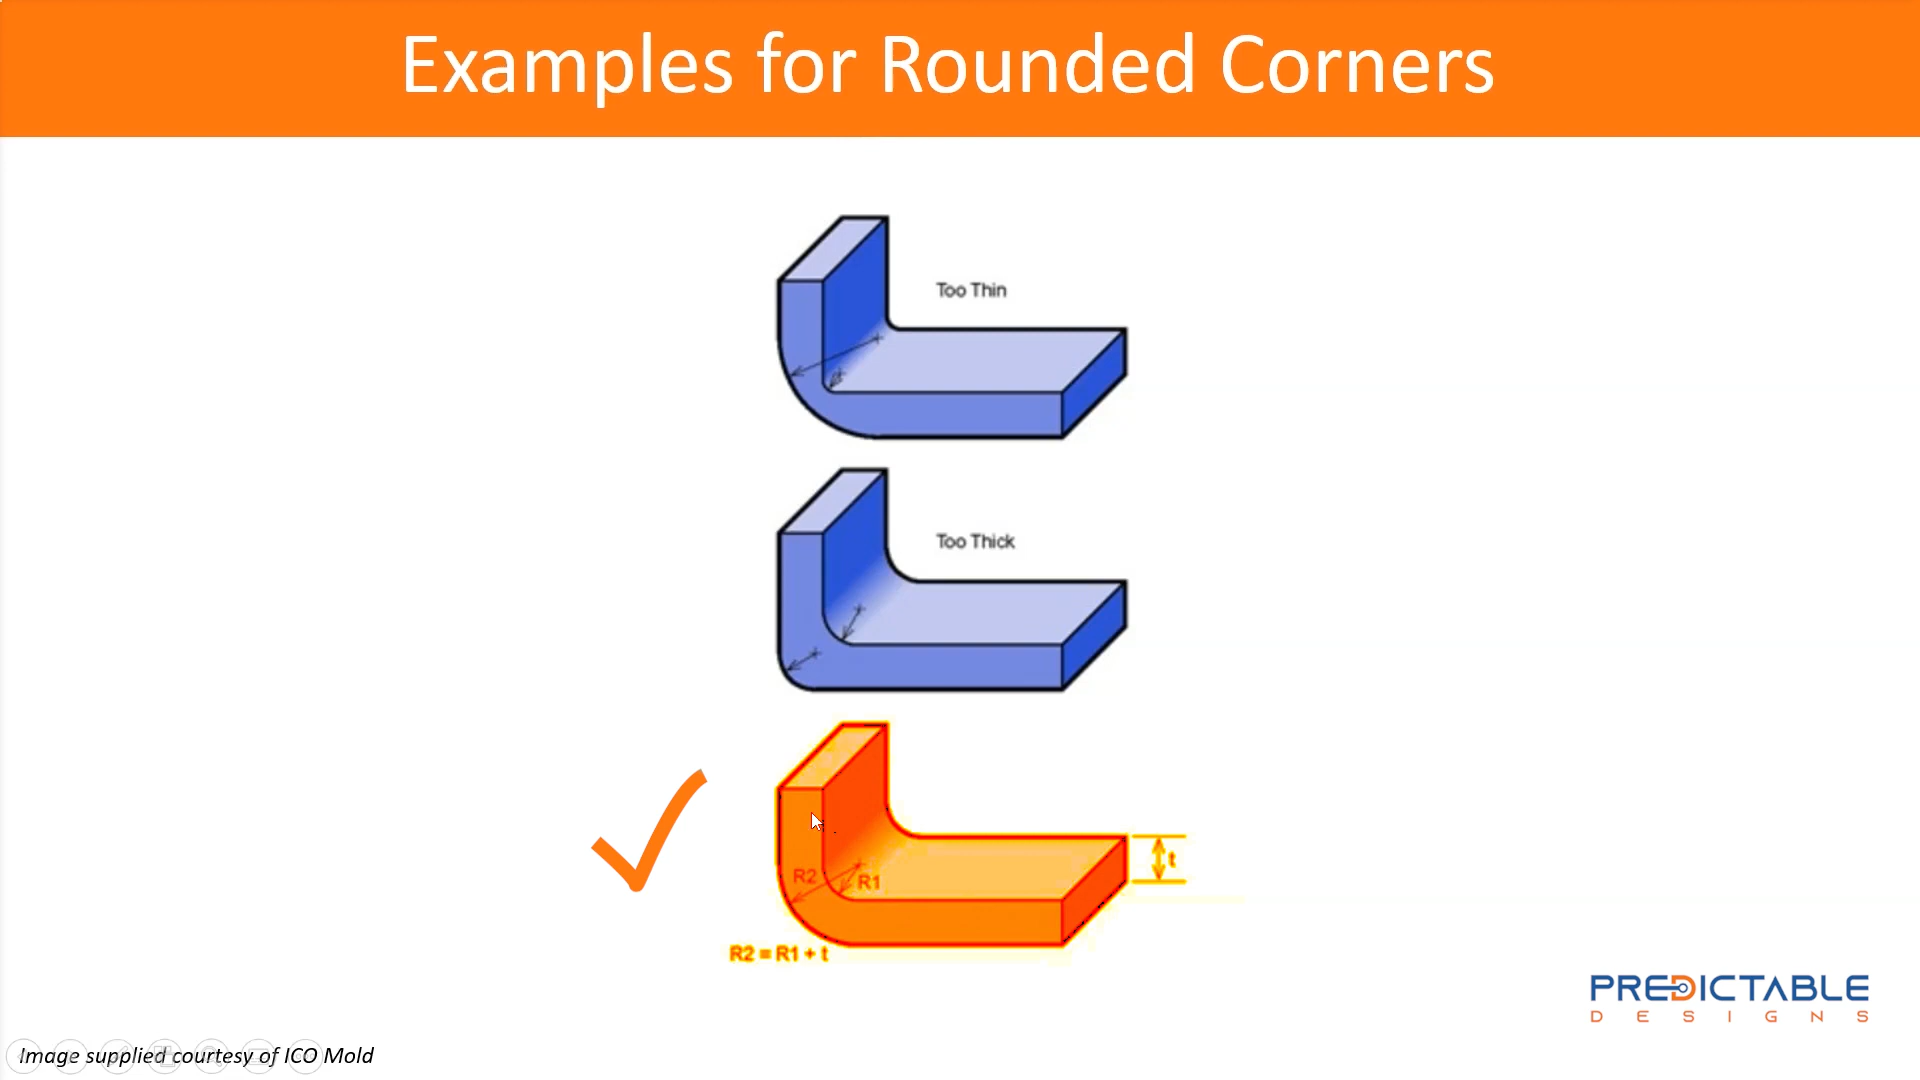 Examples for Rounded Corners
Too Thin
Too Thick
R2
R1
t
R2 = R1 + t
PREDICTABLE
DESIGNS
Image supplied courtesy of ICO Mold